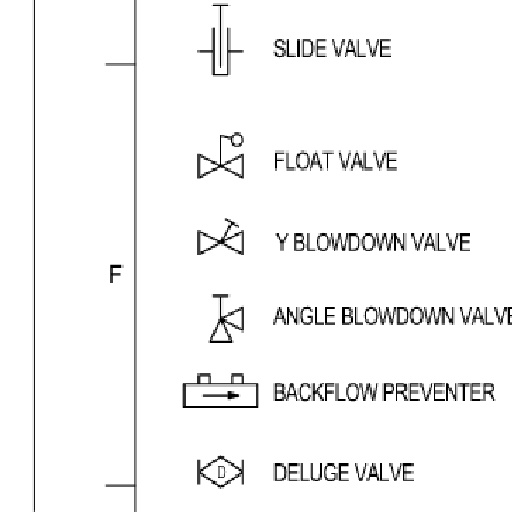 SLIDE VALVE
FLOAT VALVE
Y BLOWDOWN VALVE
F
ANGLE BLOWDOWN VALVE
BACKFLOW PREVENTER
D
DELUGE VALVE